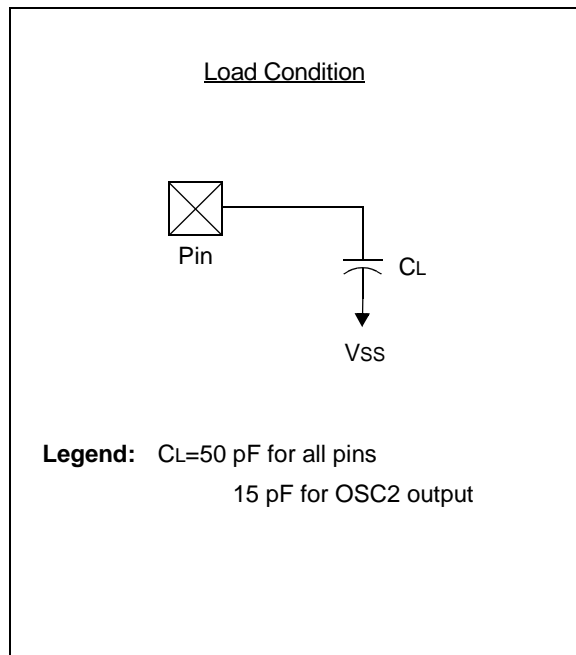 Load Condition
Pin
CL
VSS
Legend: CL=50 pF for all pins
15 pF for OSC2 output